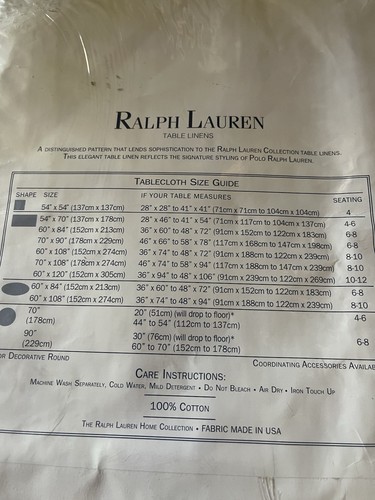 RALPH LAUREN
TABLE LINENS
A DISTINGUISHED PATTERN THAT LENDS SOPHISTICATION TO THE RALPH LAUREN COLLECTION TABLE LINENS.
THIS ELEGANT TABLE LINEN REFLECTS THE SIGNATURE STYLING OF POLO RALPH LAUREN.
TABLECLOTH SIZE GUIDE
SHAPE SIZE IF YOUR TABLE MEASURES SEATING
54" x 54" (137cm x 137cm) 28" x 28" to 41" x 41" (71cm x 71cm to 104cm x 104cm) 4
54" x 70" (137cm x 178cm) 28" x 46" to 41" x 54" (71cm x 117cm to 104cm x 137cm) 4-6
60" x 84" (152cm x 213cm) 36" x 60" to 48" x 72" (91cm x 152cm to 122cm x 183cm) 6-8
70" x 90" (178cm x 229cm) 46" x 66" to 58" x 78" (117cm x 168cm to 147cm x 198cm) 6-8
60" x 108" (152cm x 274cm) 36" x 74" to 48" x 72" (91cm x 188cm to 122cm x 239cm) 8-10
70" x 108" (178cm x 274cm) 46" x 74" to 58" x 94" (117cm x 188cm to 147cm x 239cm) 8-10
60" x 120" (152cm x 305cm) 36" x 94" to 48" x 106" (91cm x 239cm to 122cm x 269cm) 10-12
60" x 84" (152cm x 213cm) 36" x 60" to 48" x 72" (91cm x 152cm to 122cm x 183cm) 6-8
60" x 108" (152cm x 274cm) 36" x 74" to 48" x 94" (91cm x 188cm to 122cm x 239cm) 8-10
70" 20" (51cm) (will drop to floor)* 4-6
(178cm) 44" to 54" (112cm to 137cm)
90" 30" (76cm) (will drop to floor)* 6-8
(229cm) 60" to 70" (152cm to 178cm)
OR DECORATIVE ROUND COORDINATING ACCESSORIES AVAILAB
CARE INSTRUCTIONS:
MACHINE WASH SEPARATELY, COLD WATER, MILD DETERGENT • DO NOT BLEACH • AIR DRY • IRON TOUCH UP
100% COTTON
THE RALPH LAUREN HOME COLLECTION • FABRIC MADE IN USA